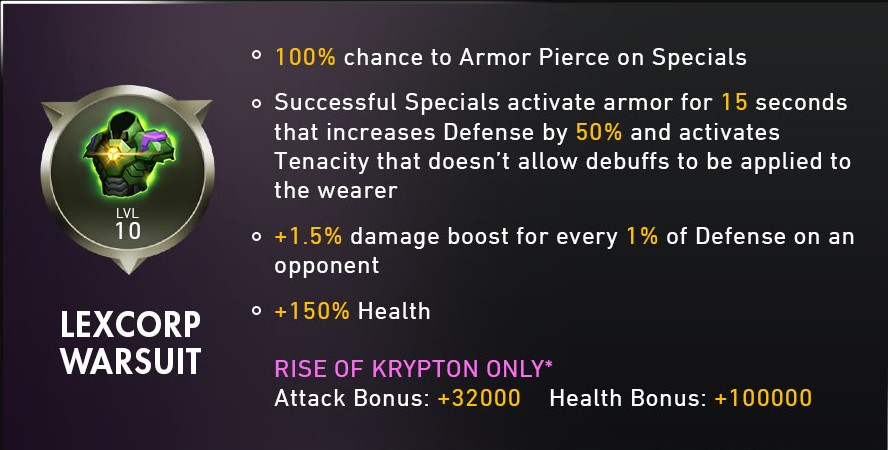 100% chance to Armor Pierce on Specials
Successful Specials activate armor for 15 seconds
that increases Defense by 50% and activates
Tenacity that doesn't allow debuffs to be applied to
the wearer
+1.5% damage boost for every 1% of Defense on an
opponent
+150% Health
RISE OF KRYPTON ONLY*
Attack Bonus: +32000 Health Bonus: +100000
LVL
10
LEXCORP
WARSUIT